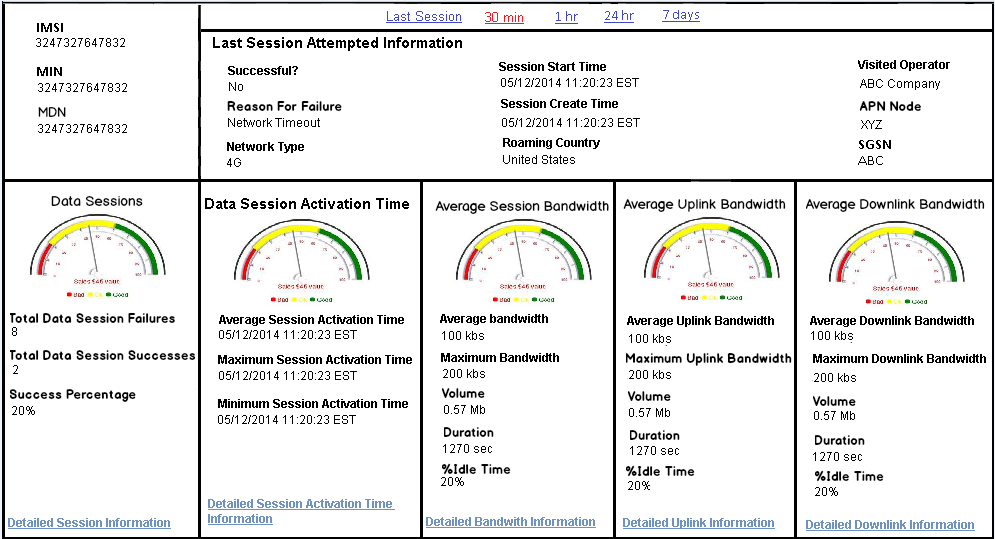 Last Session 30 min 1 hr 24 hr 7 days
IMSI
3247327647832
MIN
3247327647832
MDN
3247327647832
Last Session Attempted Information
Successful?
No
Reason For Failure
Network Timeout
Network Type
4G
Session Start Time
05/12/2014 11:20:23 EST
Session Create Time
05/12/2014 11:20:23 EST
Roaming Country
United States
Visited Operator
ABC Company
APN Node
XYZ
SGSN
ABC
Data Sessions
Bad Good
Total Data Session Failures
8
Total Data Session Successes
2
Success Percentage
20%
Detailed Session Information
Data Session Activation Time
Bad Good
Average Session Activation Time
05/12/2014 11:20:23 EST
Maximum Session Activation Time
05/12/2014 11:20:23 EST
Minimum Session Activation Time
05/12/2014 11:20:23 EST
Detailed Session Activation Time
Information
Average Session Bandwidth
Bad Good
Average bandwidth
100 kbs
Maximum Bandwidth
200 kbs
Volume
0.57 Mb
Duration
1270 sec
%Idle Time
20%
Detailed Bandwith Information
Average Uplink Bandwidth
Bad Good
Average Uplink Bandwidth
100 kbs
Maximum Uplink Bandwidth
200 kbs
Volume
0.57 Mb
Duration
1270 sec
%Idle Time
20%
Detailed Uplink Information
Average Downlink Bandwidth
Bad Good
Average Downlink Bandwidth
100 kbs
Maximum Downlink Bandwidth
200 kbs
Volume
0.57 Mb
Duration
1270 sec
%Idle Time
20%
Detailed Downlink Information